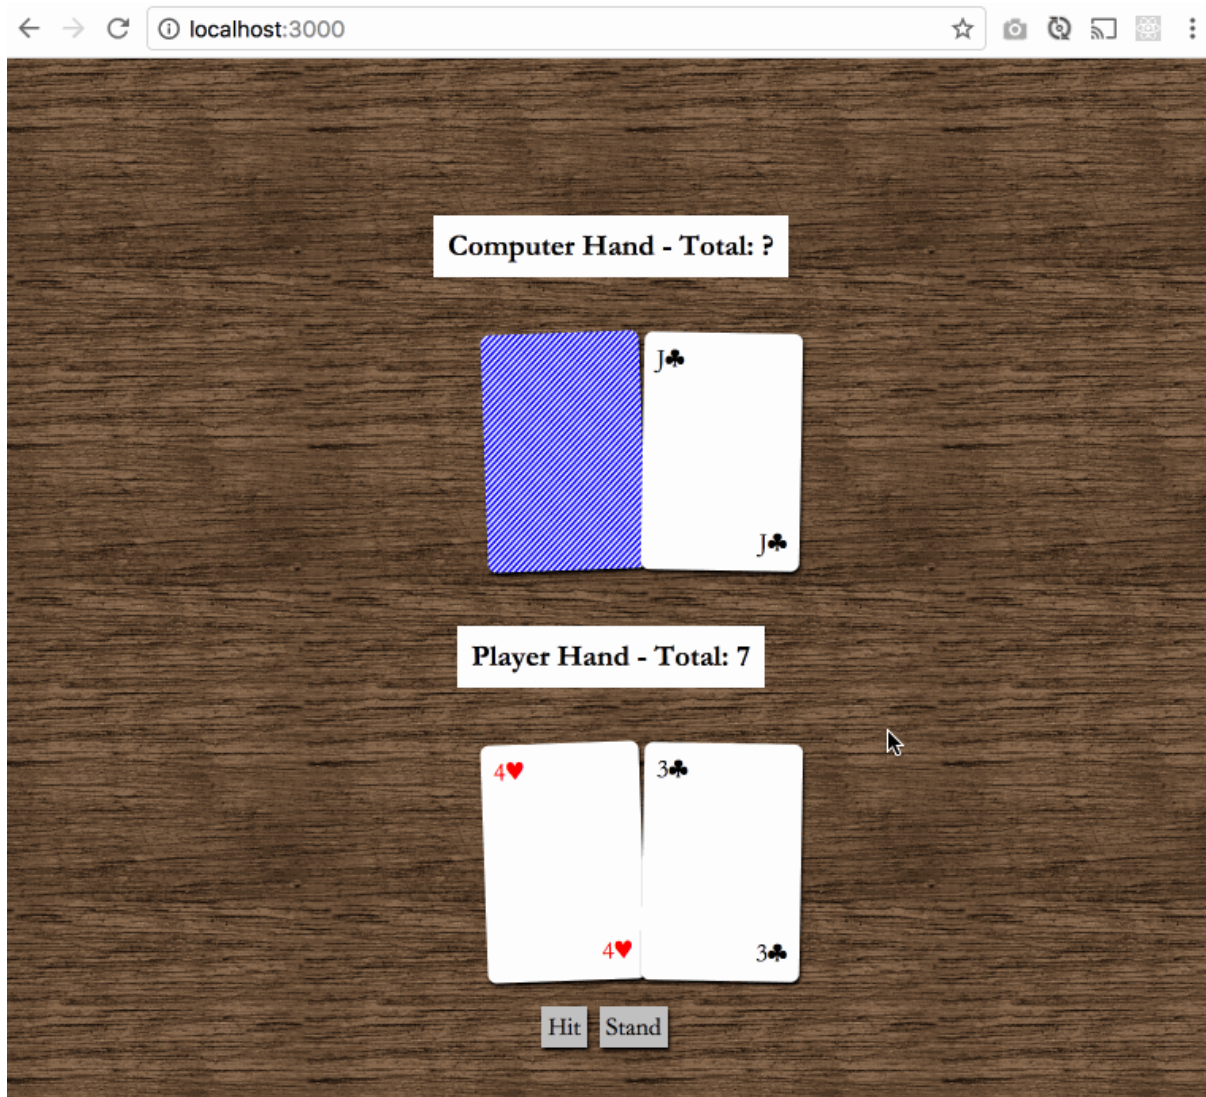 localhost:3000
Computer Hand - Total: ?
J♣
J♣
Player Hand - Total: 7
4♥ 3♣
4♥ 3♣
Hit Stand